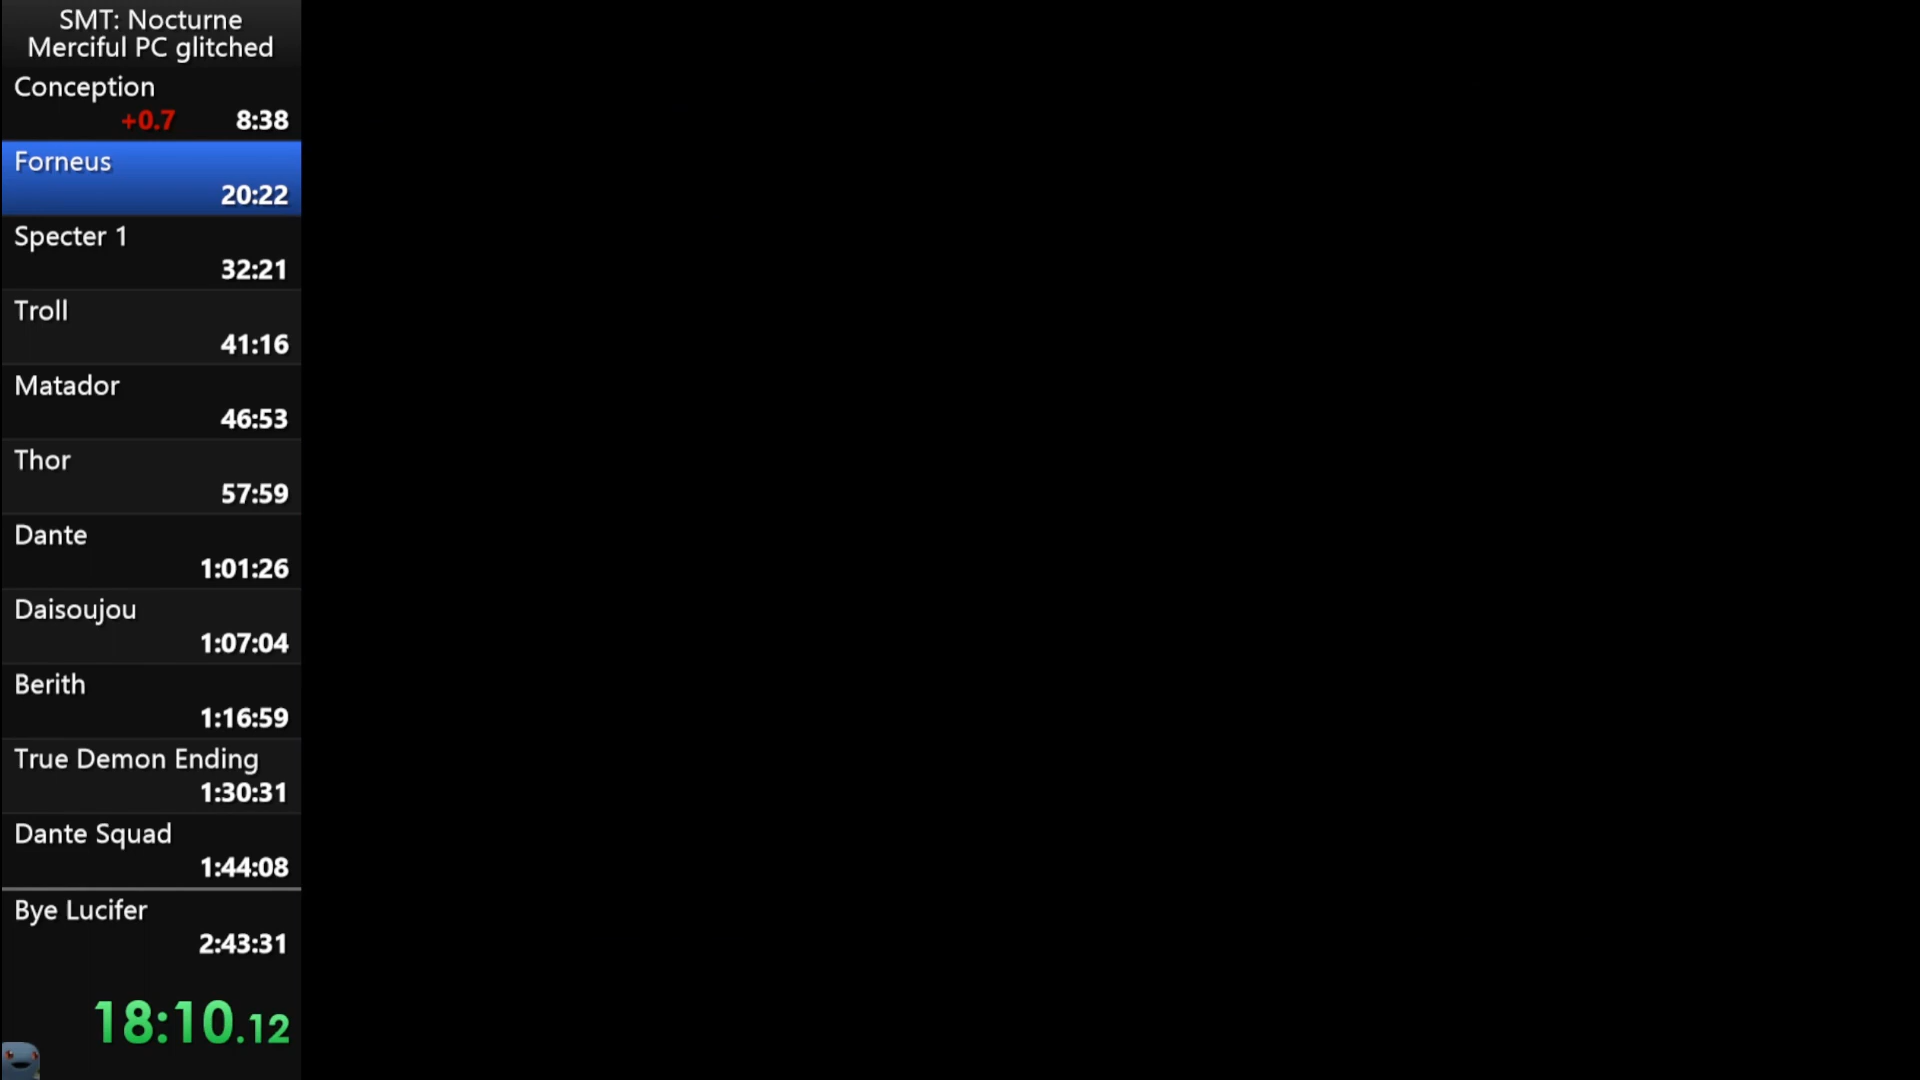 SMT: Nocturne
Merciful PC glitched
Conception
+0.7 8:38
Forneus
20:22
Specter 1
32:21
Troll
41:16
Matador
46:53
Thor
57:59
Dante
1:01:26
Daisoujou
1:07:04
Berith
1:16:59
True Demon Ending
1:30:31
Dante Squad
1:44:08
Bye Lucifer
2:43:31
18:10.12